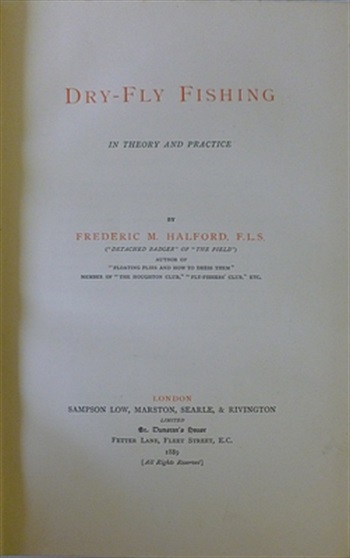 DRY-FLY FISHING
IN THEORY AND PRACTICE
BY
FREDERIC M. HALFORD, F.L.S.
("DETACHED BADGER" OF "THE FIELD")
AUTHOR OF
"FLOATING FLIES AND HOW TO DRESS THEM"
MEMBER OF "THE HOUGHTON CLUB," "FLY-FISHERS' CLUB," ETC.
LONDON
SAMPSON LOW, MARSTON, SEARLE, & RIVINGTON
LIMITED
St. Dunstan's House
FETTER LANE, FLEET STREET, E.C.
1889
[All Rights Reserved]